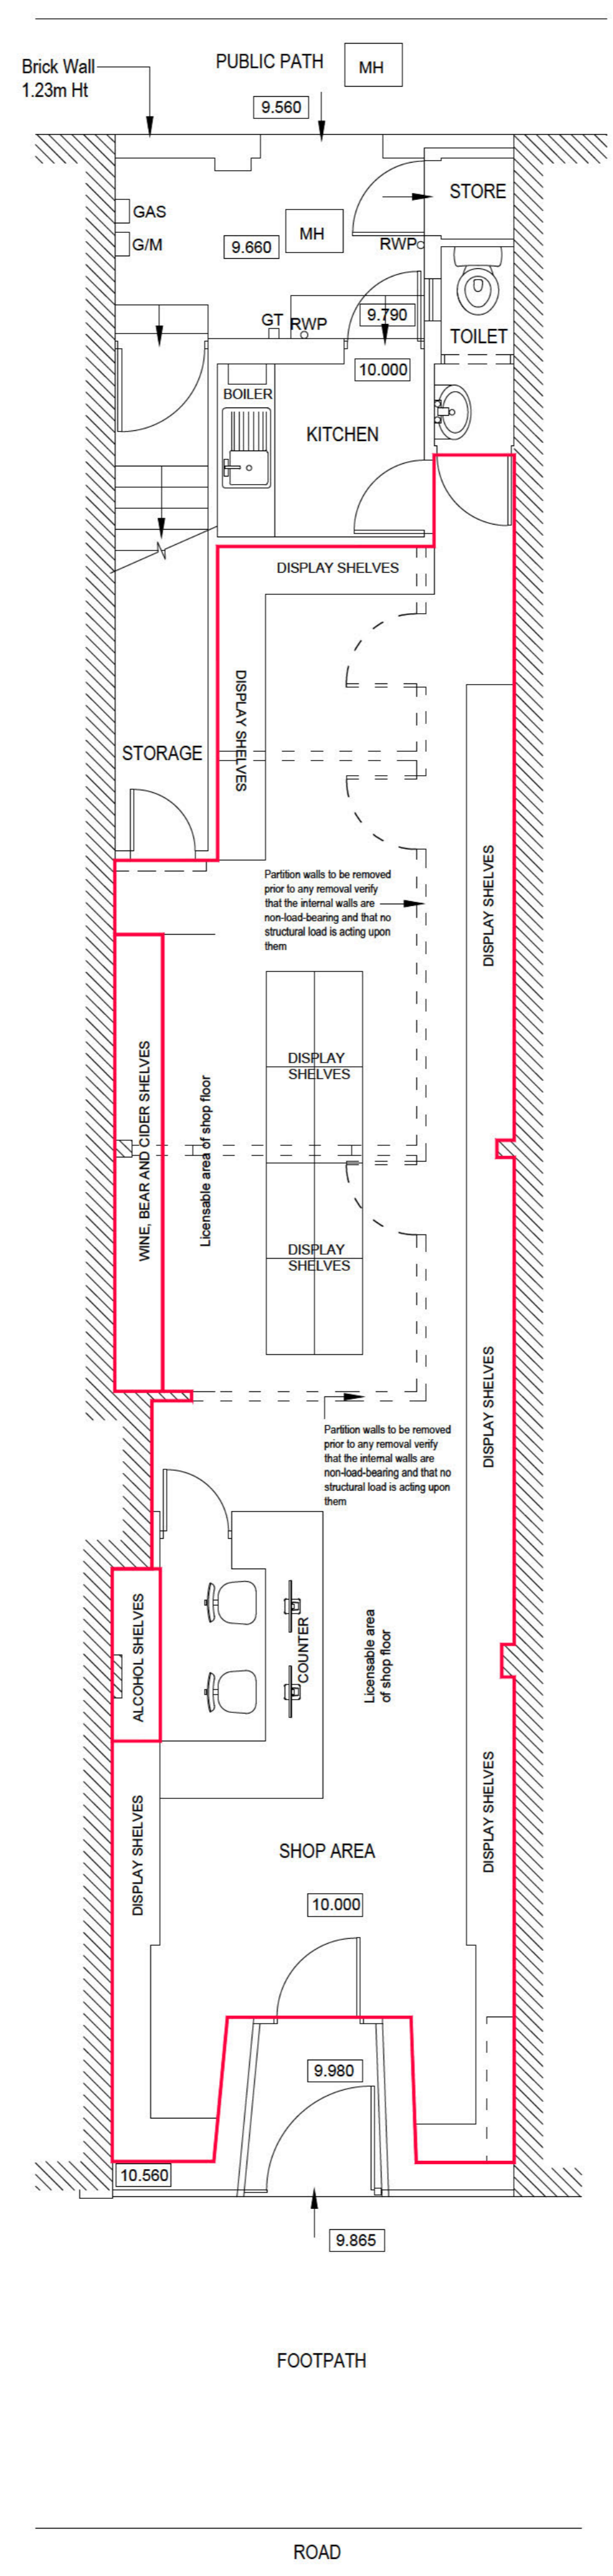 PUBLIC PATH
MH
Brick Wall
1.23m Ht
9.560
STORE
GAS
G/M
9.660
MH
RWP
GT RWP
9.790
TOILET
10.000
BOILER
KITCHEN
DISPLAY SHELVES
DISPLAY SHELVES
STORAGE
Partition walls to be removed
prior to any removal verify
that the internal walls are
non-load-bearing and that no
structural load is acting upon
them
DISPLAY SHELVES
WINE, BEAR AND CIDER SHELVES
Licensable area of shop floor
DISPLAY
SHELVES
DISPLAY
SHELVES
DISPLAY SHELVES
Partition walls to be removed
prior to any removal verify
that the internal walls are
non-load-bearing and that no
structural load is acting upon
them
ALCOHOL SHELVES
COUNTER
Licensable area
of shop floor
DISPLAY SHELVES
DISPLAY SHELVES
SHOP AREA
10.000
9.980
10.560
9.865
FOOTPATH
ROAD